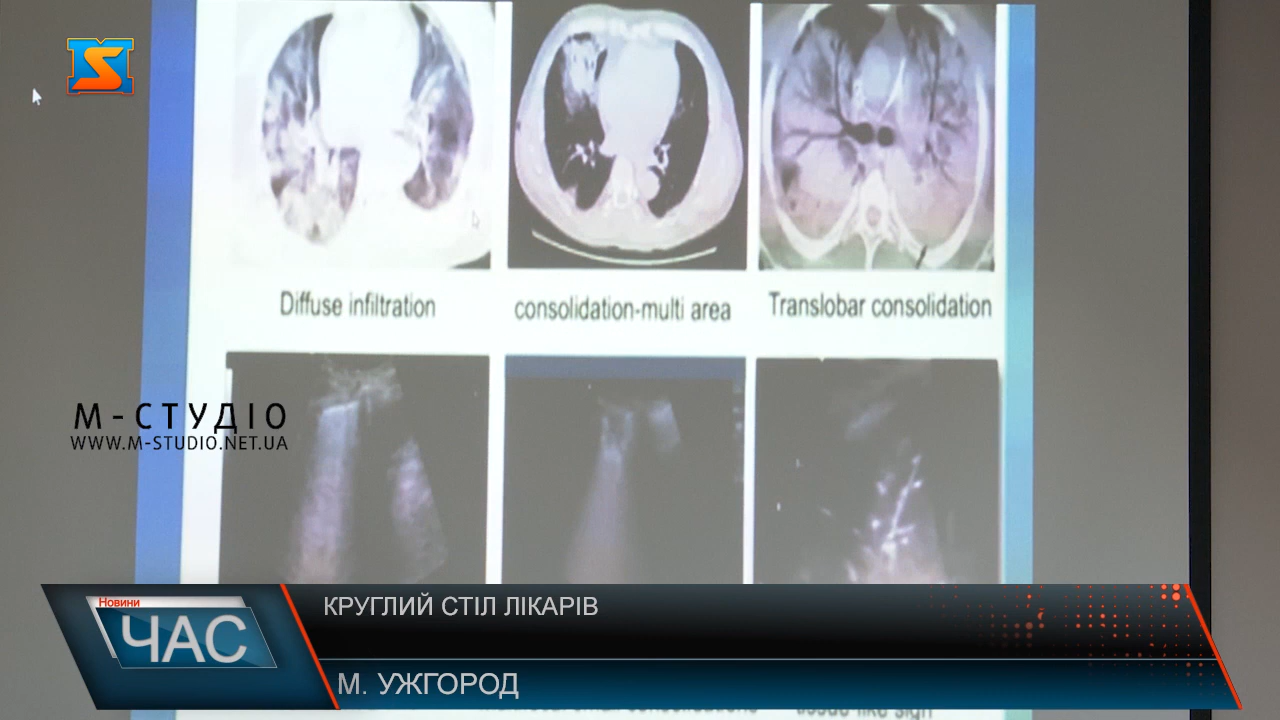 Diffuse infiltration
consolidation-multi area
Translobar consolidation
М-СТУДІО
WWW.M-STUDIO.NET.UA
Новини
ЧАС
КРУГЛИЙ СТІЛ ЛІКАРІВ
М. УЖГОРОД